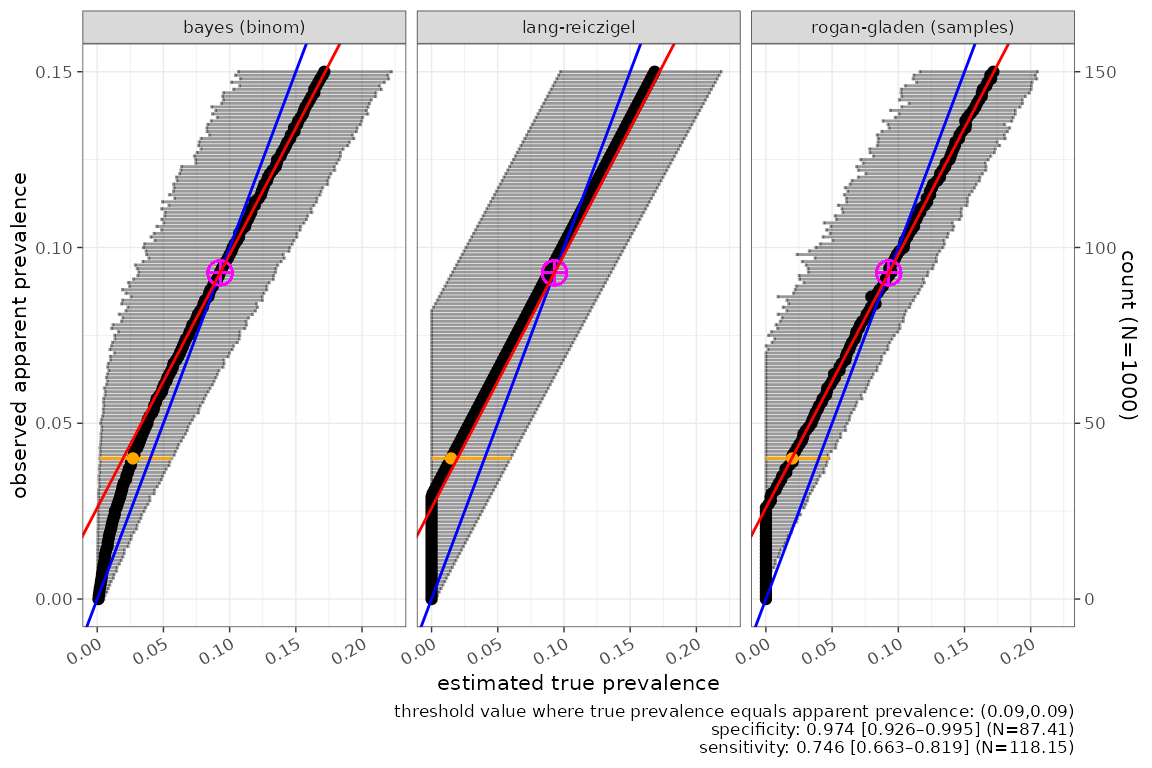 bayes (binom)
lang-reiczigel
rogan-gladen (samples)
observed apparent prevalence
0.15
0.10
0.05
0.00
150
100
50
0
count (N=1000)
0.00 0.05 0.10 0.15 0.20
0.00 0.05 0.10 0.15 0.20
0.00 0.05 0.10 0.15 0.20
estimated true prevalence
threshold value where true prevalence equals apparent prevalence: (0.09,0.09)
specificity: 0.974 [0.926–0.995] (N=87.41)
sensitivity: 0.746 [0.663–0.819] (N=118.15)